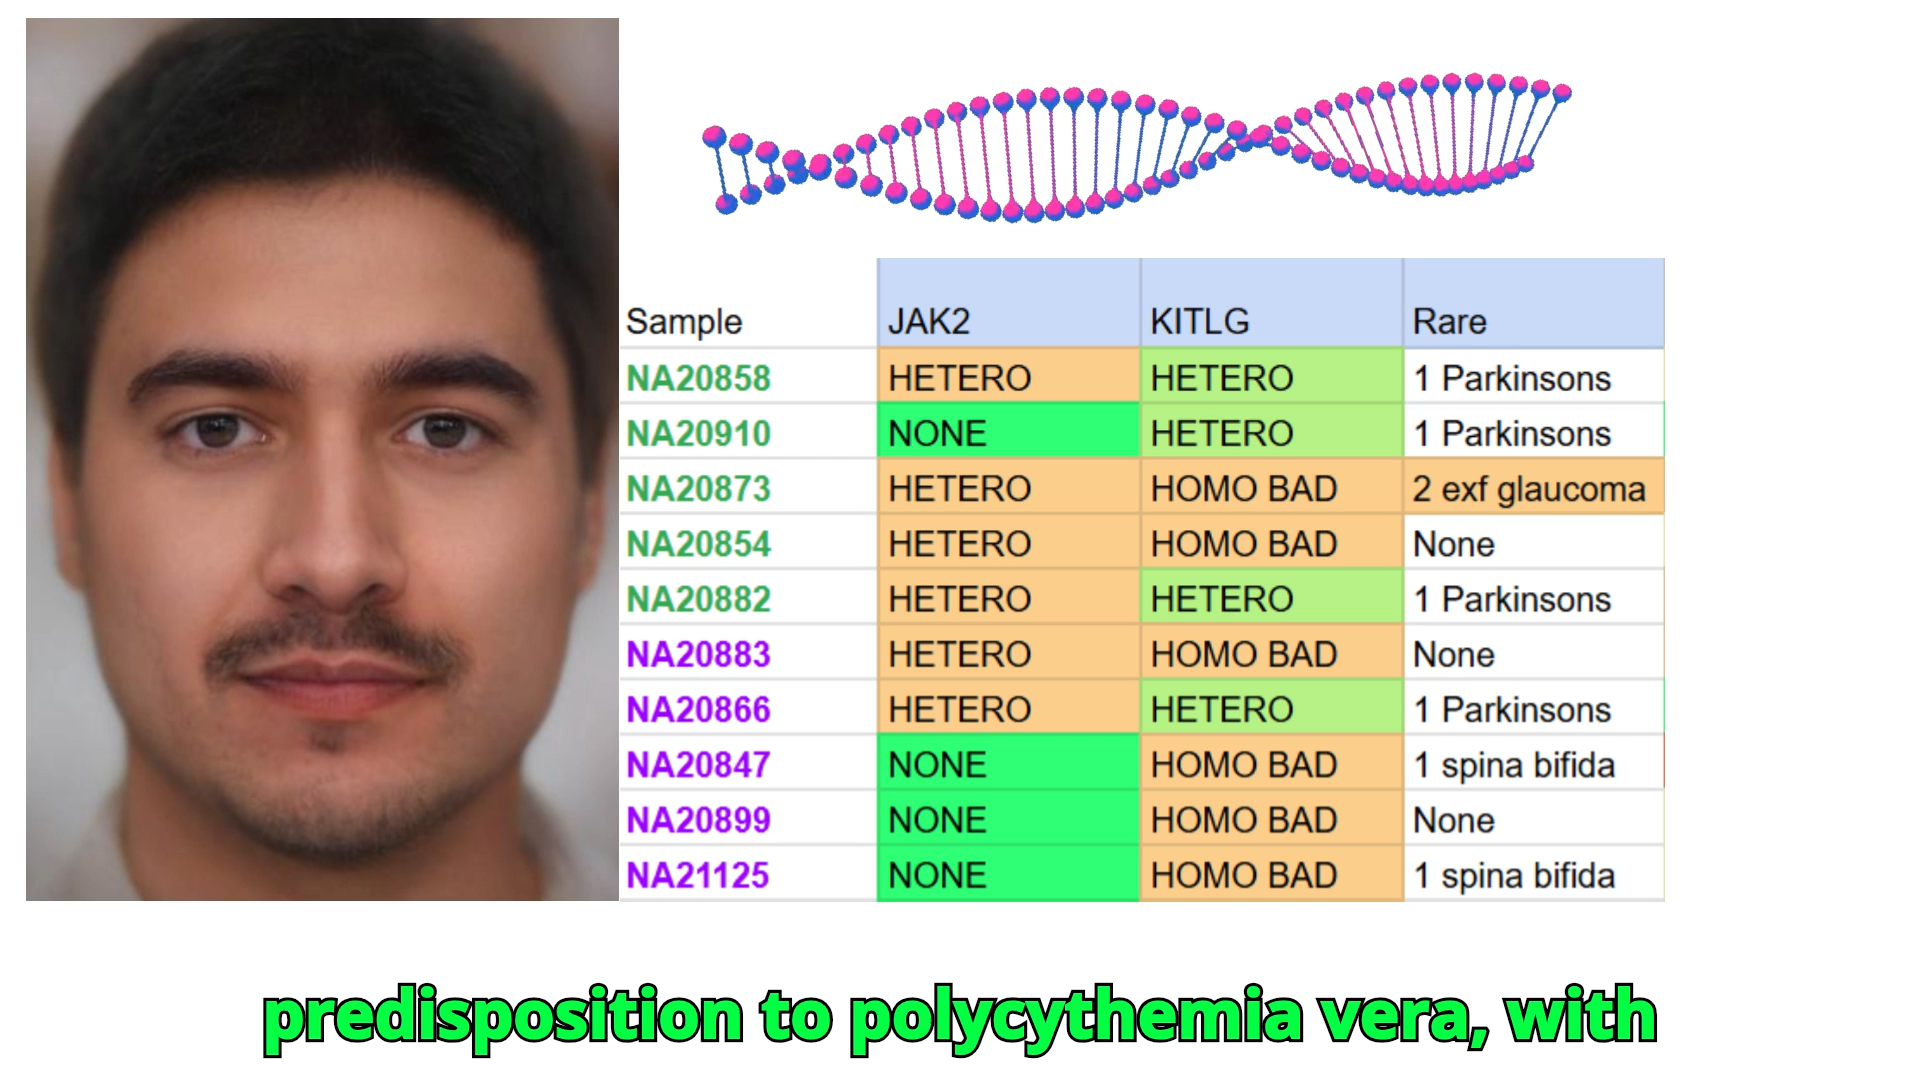 Sample JAK2 KITLG Rare
NA20858 HETERO HETERO 1 Parkinsons
NA20910 NONE HETERO 1 Parkinsons
NA20873 HETERO HOMO BAD 2 exf glaucoma
NA20854 HETERO HOMO BAD None
NA20882 HETERO HETERO 1 Parkinsons
NA20883 HETERO HOMO BAD None
NA20866 HETERO HETERO 1 Parkinsons
NA20847 NONE HOMO BAD 1 spina bifida
NA20899 NONE HOMO BAD None
NA21125 NONE HOMO BAD 1 spina bifida
predisposition to polycythemia vera, with